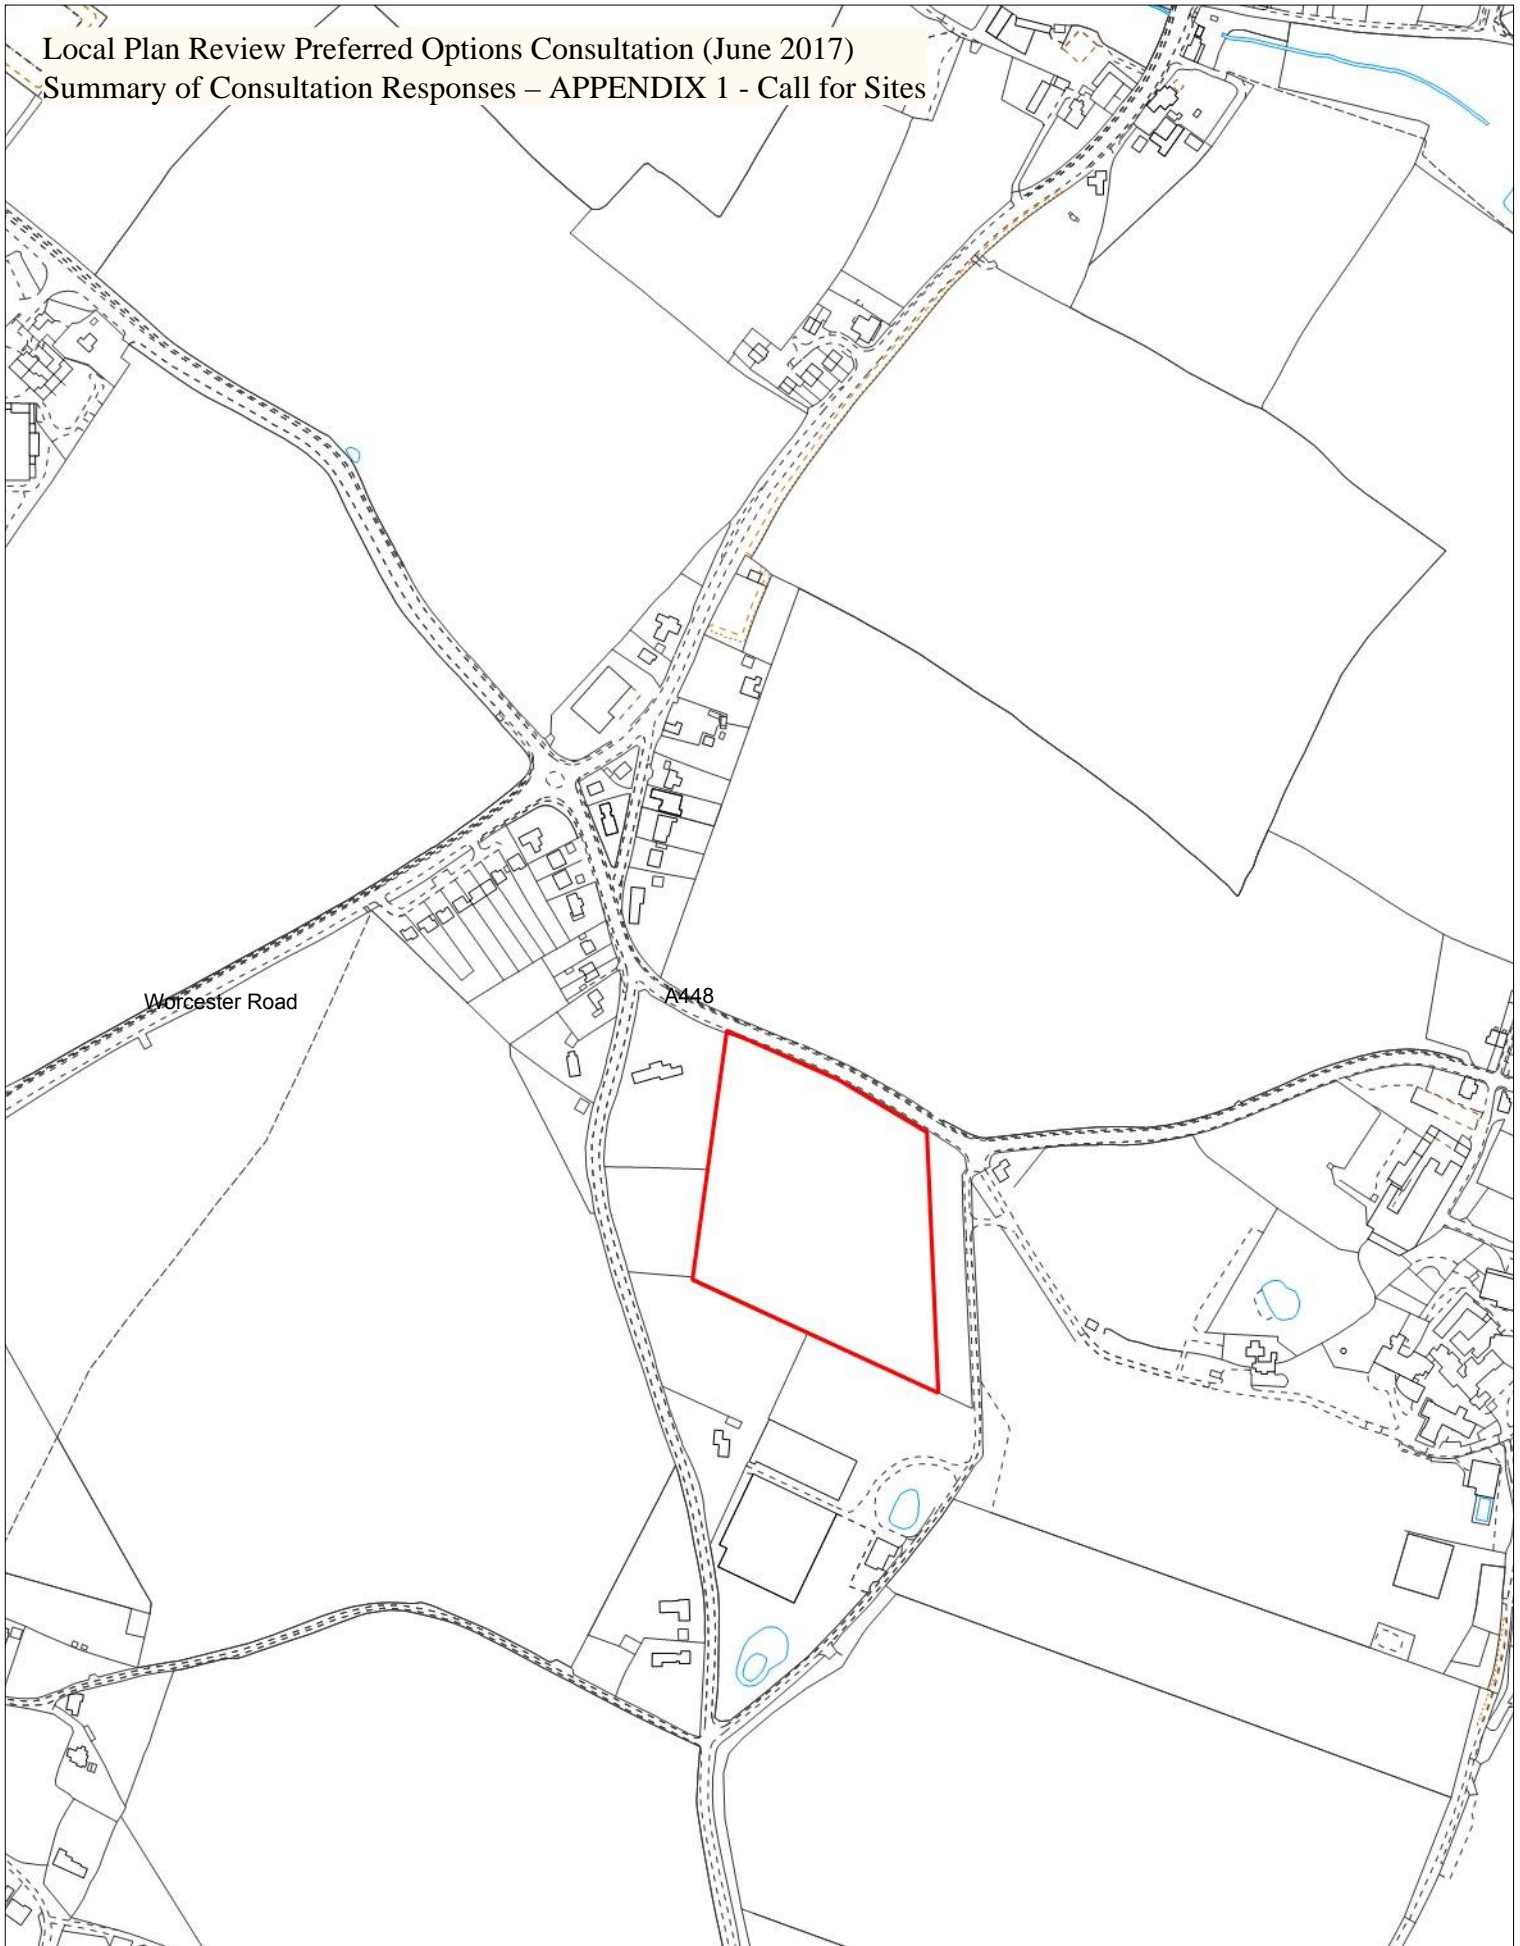 Local Plan Review Preferred Options Consultation (June 2017)
Summary of Consultation Responses – APPENDIX 1 - Call for Sites
Worcester Road
A448